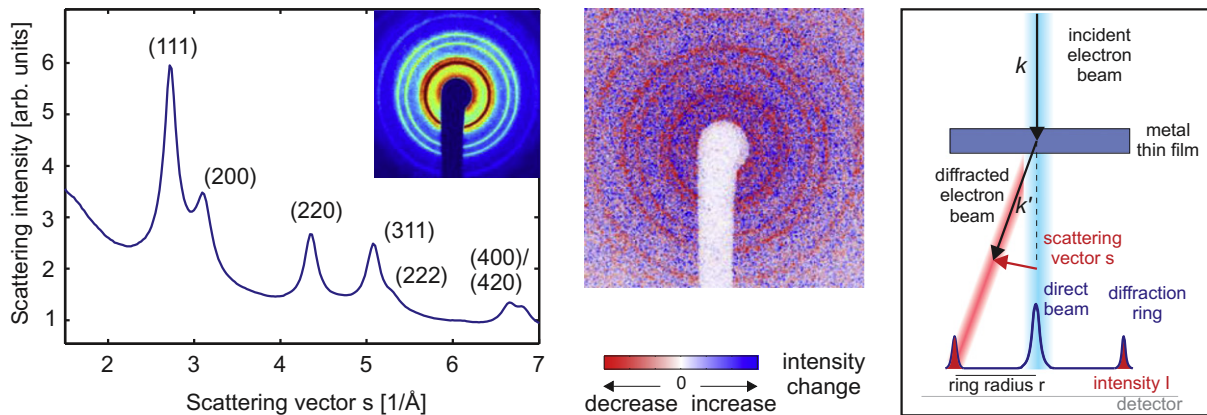 Scattering intensity [arb. units]
6
5
4
3
2
1
(111)
(200)
(220)
(311)
(222)
(400)/
(420)
2
3
4
5
6
7
Scattering vector s [1/Å]
0
decrease
increase
intensity
change
incident
electron
beam
k
metal
thin film
diffracted
electron
beam
k'
scattering
vector s
direct
beam
diffraction
ring
ring radius r
intensity I
detector